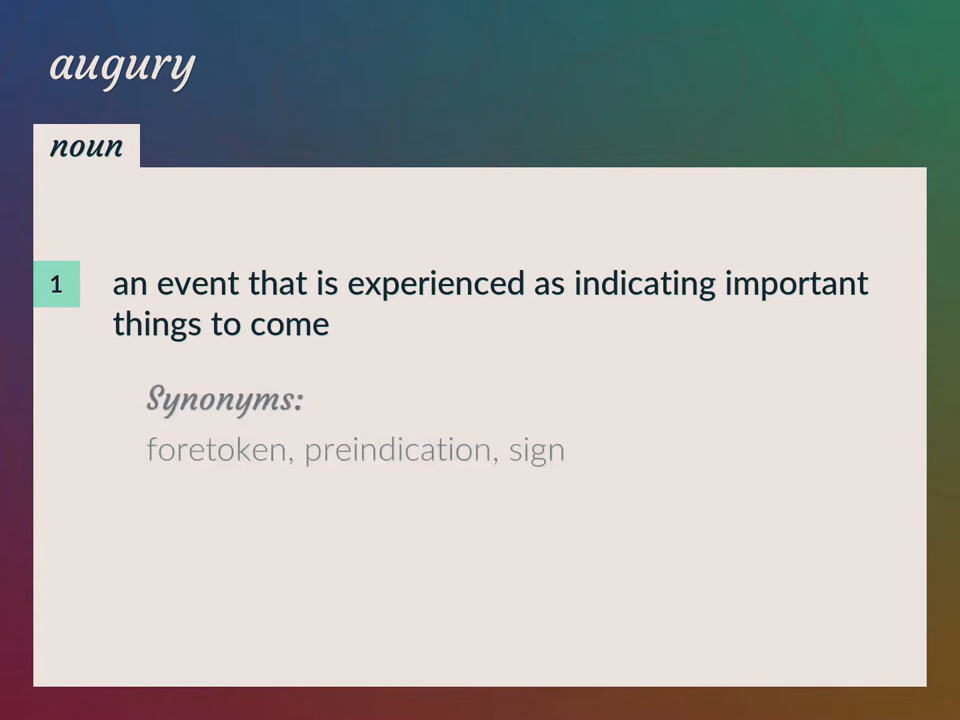 augury
noun
1
an event that is experienced as indicating important
things to come
Synonyms:
foretoken, preindication, sign